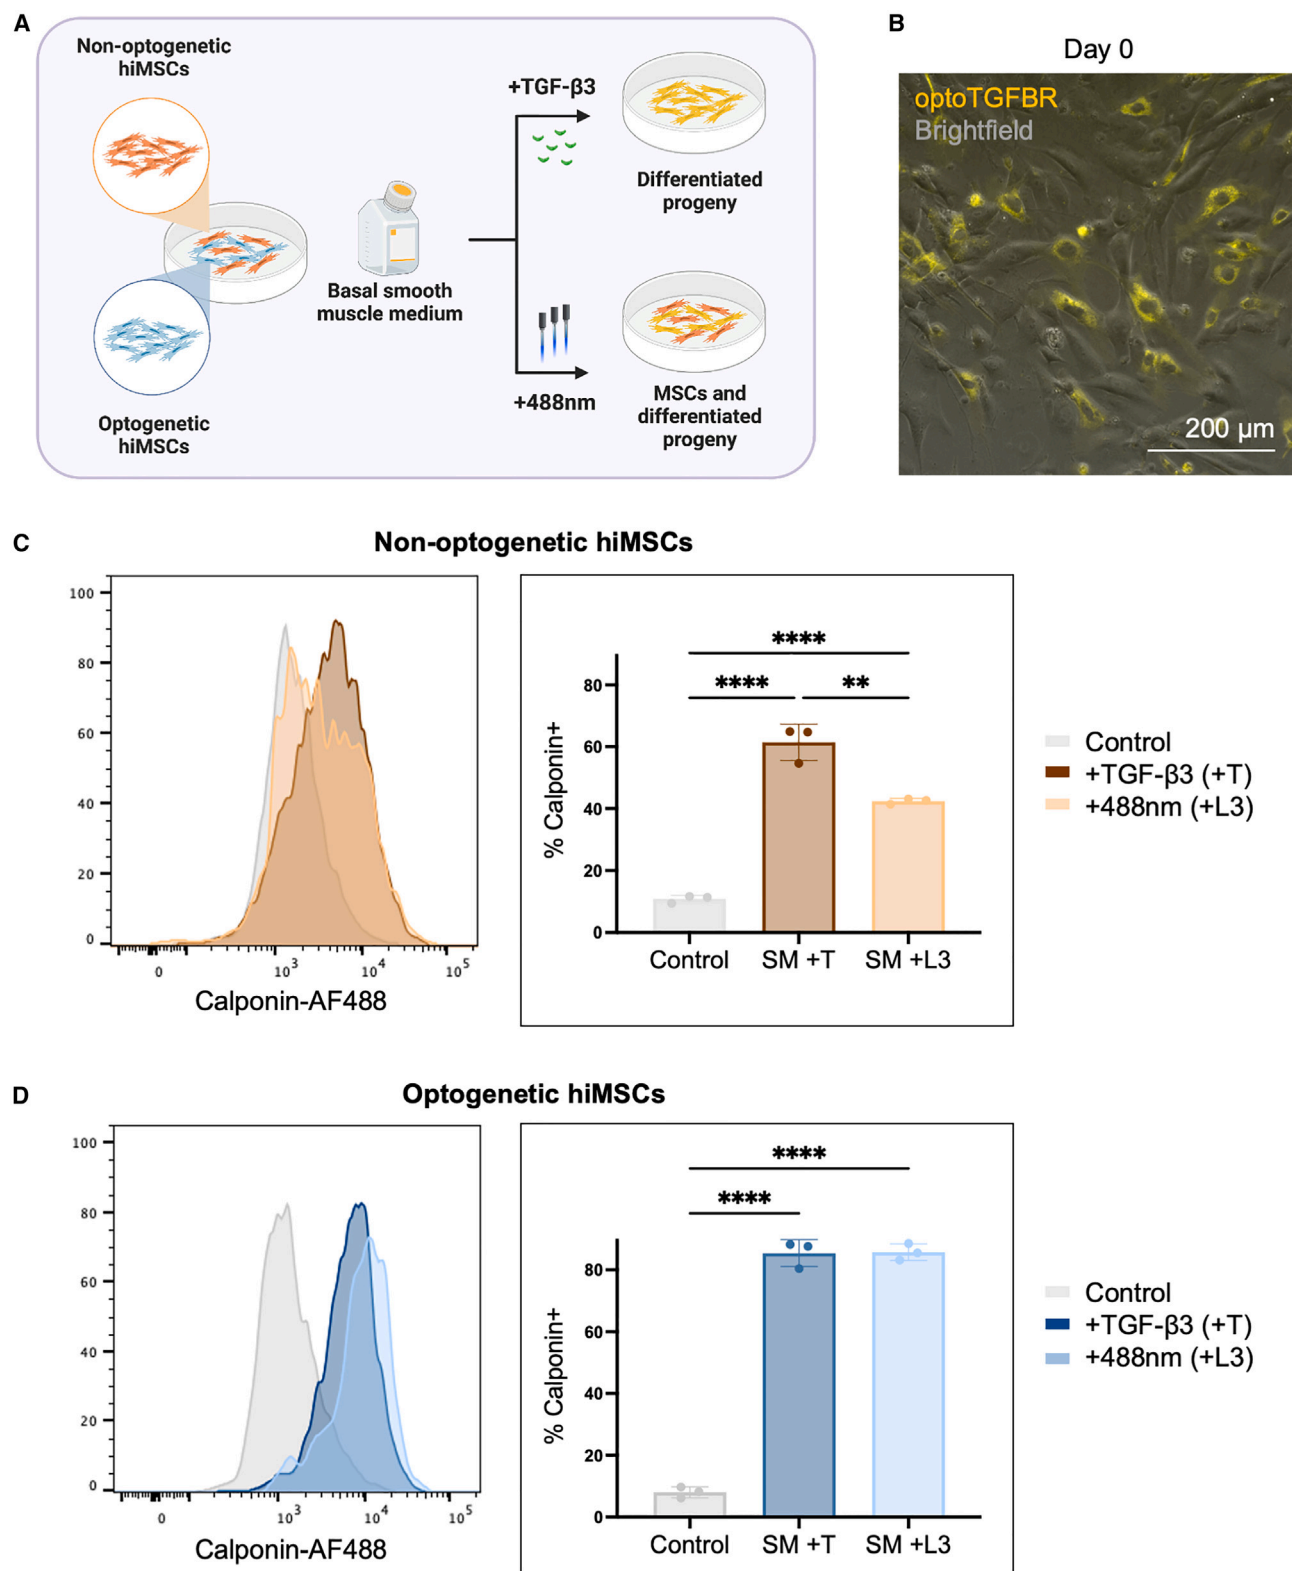 A
Non-optogenetic
hiMSCs
Optogenetic
hiMSCs
Basal smooth
muscle medium
+TGF-β3
+488nm
Differentiated
progeny
MSCs and
differentiated
progeny
B
Day 0
optoTGFBR
Brightfield
200 µm
C
Non-optogenetic hiMSCs
100
80
60
40
20
0
0 10³ 10⁴ 10⁵
Calponin-AF488
% Calponin+
80
60
40
20
0
****
**** **
Control SM +T SM +L3
Control
+TGF-β3 (+T)
+488nm (+L3)
D
Optogenetic hiMSCs
100
80
60
40
20
0
0 10³ 10⁴ 10⁵
Calponin-AF488
% Calponin+
80
60
40
20
0
****
****
Control SM +T SM +L3
Control
+TGF-β3 (+T)
+488nm (+L3)